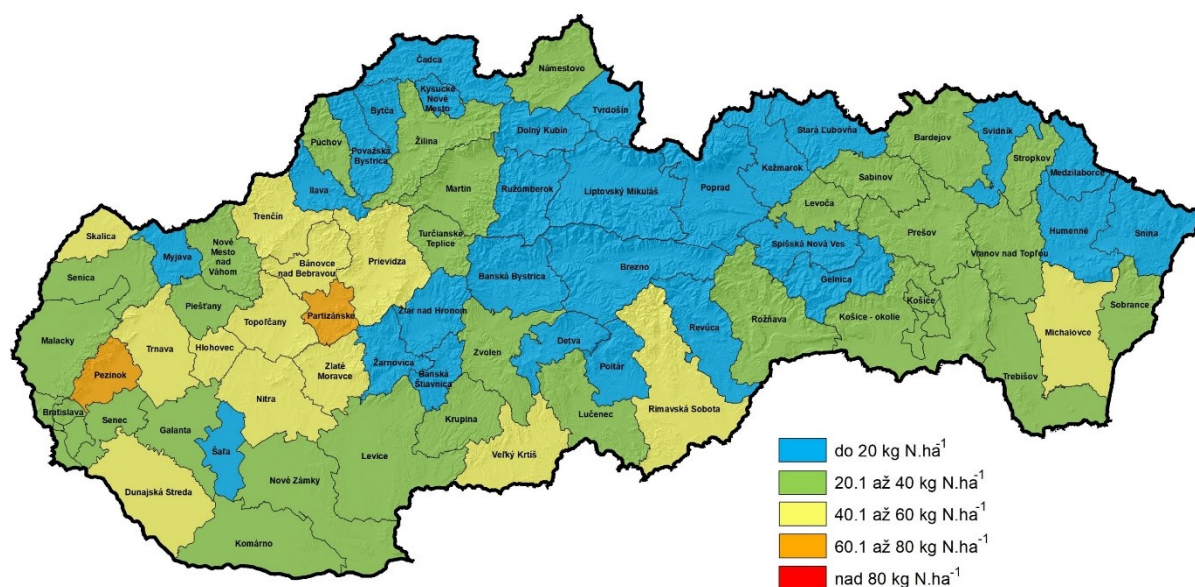 Čadca
Námestovo
Kysucké
Nové
Mesto
Bytča
Tvrdošín
Dolný Kubín
Stará Ľubovňa
Svidník
Bardejov
Púchov
Považská
Bystrica
Žilina
Stropkov
Kežmarok
Medzilaborce
Sabinov
Ilava
Martin
Ružomberok
Liptovský Mikuláš
Poprad
Levoča
Trenčín
Turčianske
Teplice
Prešov
Humenné
Snina
Skalica
Nové
Mesto
nad
Váhom
Bánovce
nad Bebravou
Prievidza
Spišská Nová Ves
Vranov nad Topľou
Myjava
Senica
Banská Bystrica
Brezno
Gelnica
Piešťany
Partizánske
Žiar nad Hronom
Košice
Sobrance
Topoľčany
Rožňava
Košice - okolie
Revúca
Michalovce
Malacky
Trnava
Hlohovec
Zvolen
Detva
Zlaté
Moravce
Žarnovica
Banská
Štiavnica
Poltár
Pezinok
Trebišov
Nitra
Rimavská Sobota
Bratislava
Senec
Galanta
Krupina
Lučenec
Šaľa
Levice
Veľký Krtíš
Nové Zámky
Dunajská Streda
Komárno
do 20 kg N.ha-1
20.1 až 40 kg N.ha-1
40.1 až 60 kg N.ha-1
60.1 až 80 kg N.ha-1
nad 80 kg N.ha-1